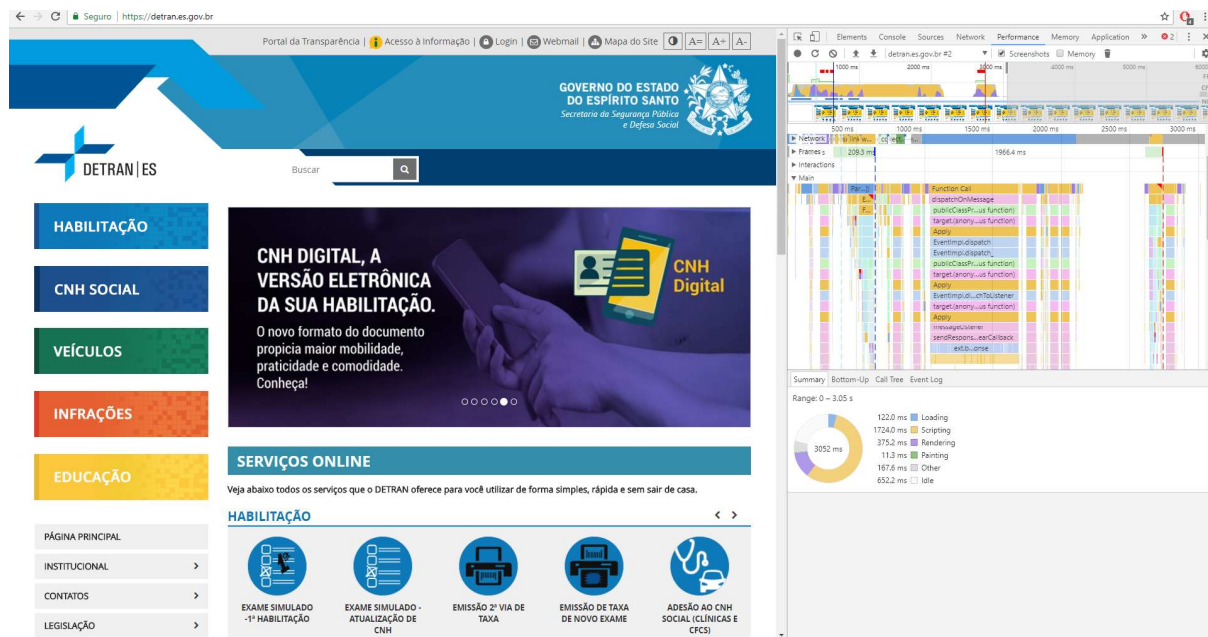 Seguro | https://detran.es.gov.br
Portal da Transparência | Acesso à Informação | Login | Webmail | Mapa do Site A= A+ A-
GOVERNO DO ESTADO
DO ESPÍRITO SANTO
Secretaria da Segurança Pública
e Defesa Social
DETRAN|ES
Buscar
HABILITAÇÃO
CNH SOCIAL
VEÍCULOS
INFRAÇÕES
EDUCAÇÃO
PÁGINA PRINCIPAL
INSTITUCIONAL
CONTATOS
LEGISLAÇÃO
CNH DIGITAL, A
VERSÃO ELETRÔNICA
DA SUA HABILITAÇÃO.
O novo formato do documento
propicia maior mobilidade,
praticidade e comodidade.
Conheça!
CNH
Digital
SERVIÇOS ONLINE
Veja abaixo todos os serviços que o DETRAN oferece para você utilizar de forma simples, rápida e sem sair de casa.
HABILITAÇÃO
EXAME SIMULADO
-1ª HABILITAÇÃO
EXAME SIMULADO -
ATUALIZAÇÃO DE
CNH
EMISSÃO 2ª VIA DE
TAXA
EMISSÃO DE TAXA
DE NOVO EXAME
ADESÃO AO CNH
SOCIAL (CLÍNICAS E
CFCS)
Elements Console Sources Network Performance Memory Application » 2
detran.es.gov.br #2 Screenshots Memory
1000 ms 2000 ms 4000 ms 5000 ms
500 ms 1000 ms 1500 ms 2000 ms 2500 ms 3000 ms
Network
Frames 209.3 ms 1966.4 ms
Interactions
Main
Function Call
dispatchOnMessage
publicClassPr...us function)
target.(anony...us function)
Apply
EventImpl.dispatch
EventImpl.dispatch_
publicClassPr...us function)
target.(anony...us function)
Apply
EventImpl.di...chToListener
target.(anony...us function)
Apply
messageListener
sendRespons...earCallback
ext.b...onse
Summary Bottom-Up Call Tree Event Log
Range: 0 – 3.05 s
3052 ms
122.0 ms Loading
1724.0 ms Scripting
375.2 ms Rendering
11.3 ms Painting
167.6 ms Other
652.2 ms Idle